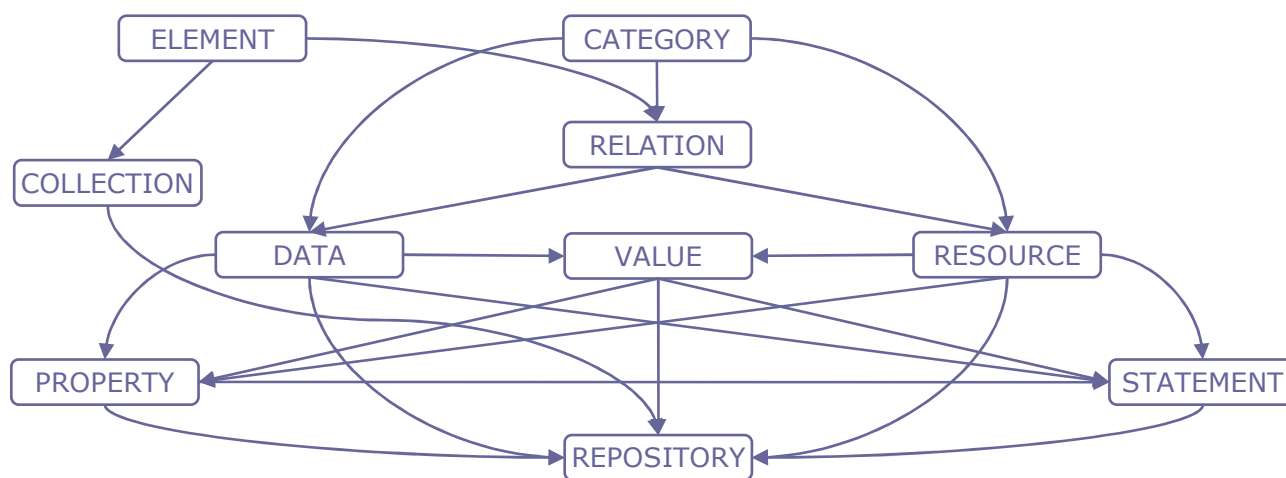 ELEMENT
CATEGORY
RELATION
COLLECTION
DATA
VALUE
RESOURCE
PROPERTY
STATEMENT
REPOSITORY